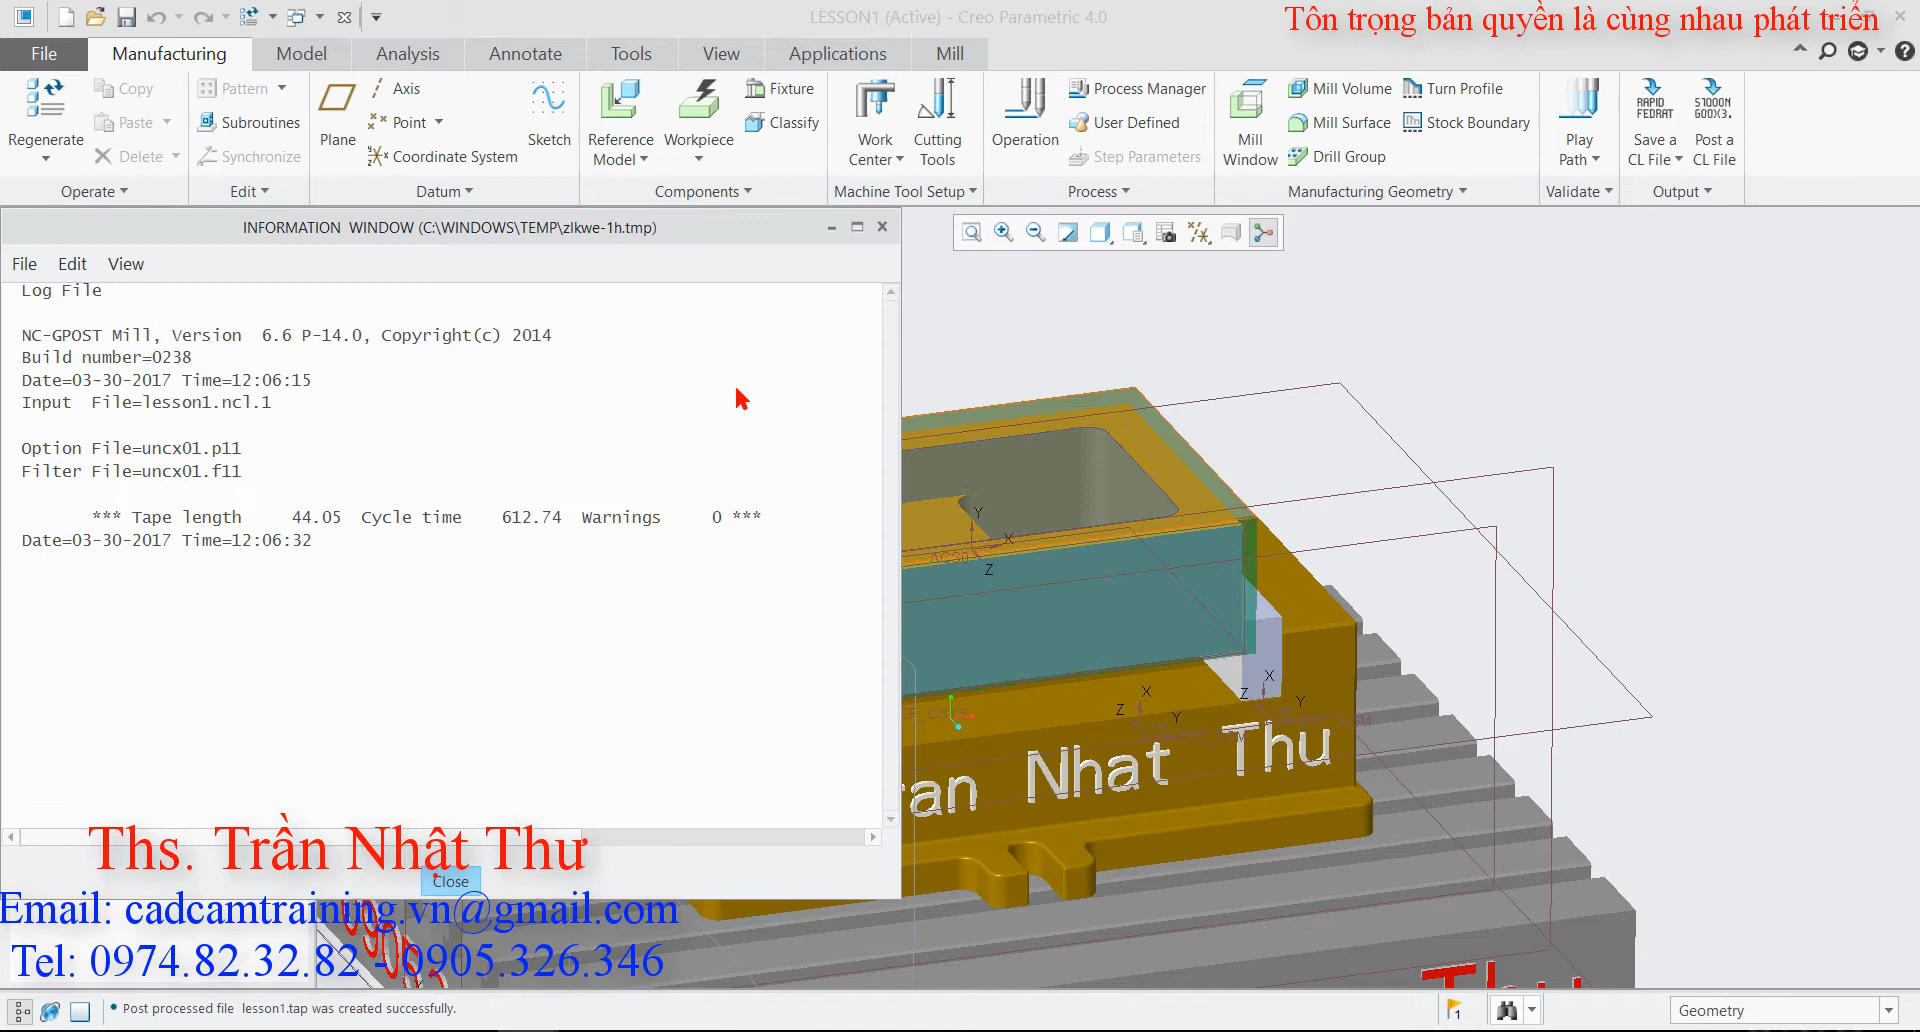 LESSON1 (Active) - Creo Parametric 4.0
Tôn trọng bản quyền là cùng nhau phát triển
File Manufacturing Model Analysis Annotate Tools View Applications Mill
Regenerate
Copy
Paste
Delete
Operate
Pattern
Subroutines
Synchronize
Edit
Plane
Axis
Point
Coordinate System
Sketch
Datum
Reference Model
Workpiece
Fixture
Classify
Components
Work Center
Cutting Tools
Machine Tool Setup
Operation
Process Manager
User Defined
Step Parameters
Process
Mill Window
Mill Volume
Mill Surface
Drill Group
Turn Profile
Stock Boundary
Manufacturing Geometry
Play Path
Validate
RAPID
FEDRAT
Save a CL File
S1000N
G00X3.
Post a CL File
Output
INFORMATION WINDOW (C:\WINDOWS\TEMP\zlkwe-1h.tmp)
File Edit View
Log File
NC-GPOST Mill, Version 6.6 P-14.0, Copyright(c) 2014
Build number=0238
Date=03-30-2017 Time=12:06:15
Input File=lesson1.ncl.1
Option File=uncx01.p11
Filter File=uncx01.f11
*** Tape length 44.05 Cycle time 612.74 Warnings 0 ***
Date=03-30-2017 Time=12:06:32
Y
X
ACS0
Z
X
Z
Y
X
Z
Y
ran Nhat Thu
Ths. Trần Nhật Thư
Close
Email: cadcamtraining.vn@gmail.com
Tel: 0974.82.32.82 - 0905.326.346
Post processed file lesson1.tap was created successfully.
1
Geometry